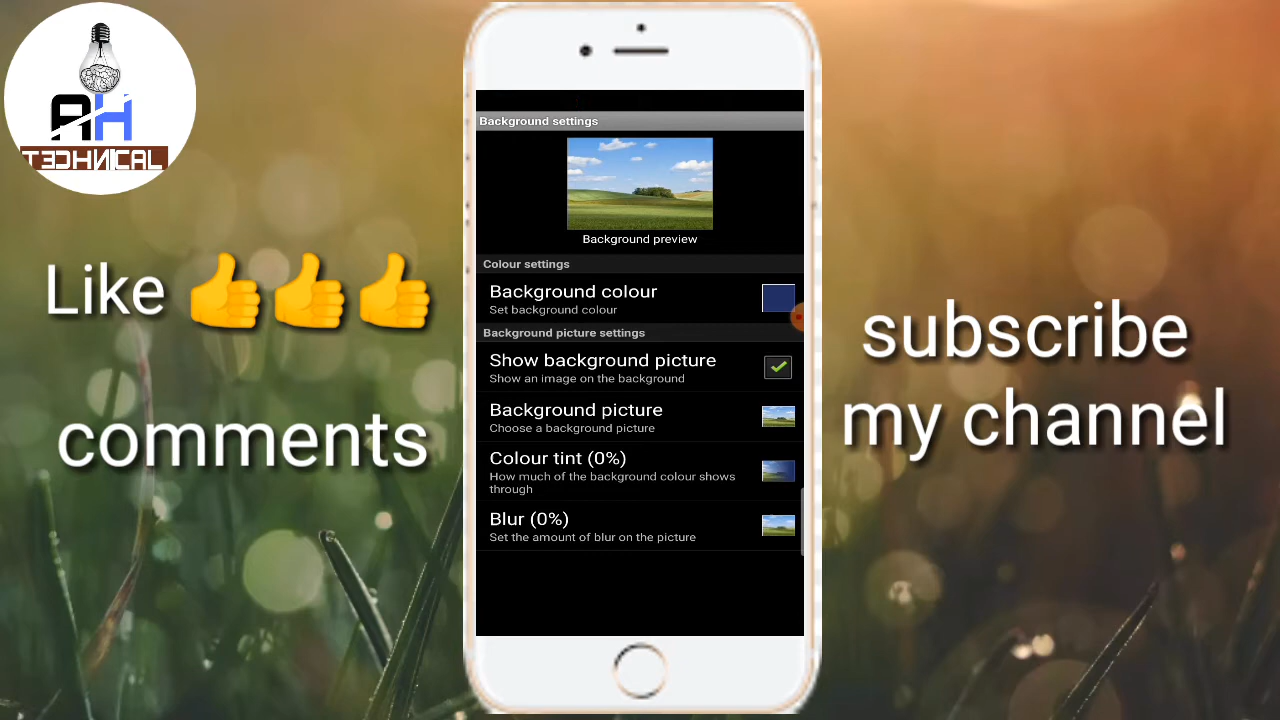 AH
TECHNICAL
Like 👍👍👍
comments
Background settings
Background preview
Colour settings
Background colour
Set background colour
Background picture settings
Show background picture
Show an image on the background
Background picture
Choose a background picture
Colour tint (0%)
How much of the background colour shows
through
Blur (0%)
Set the amount of blur on the picture
subscribe
my channel